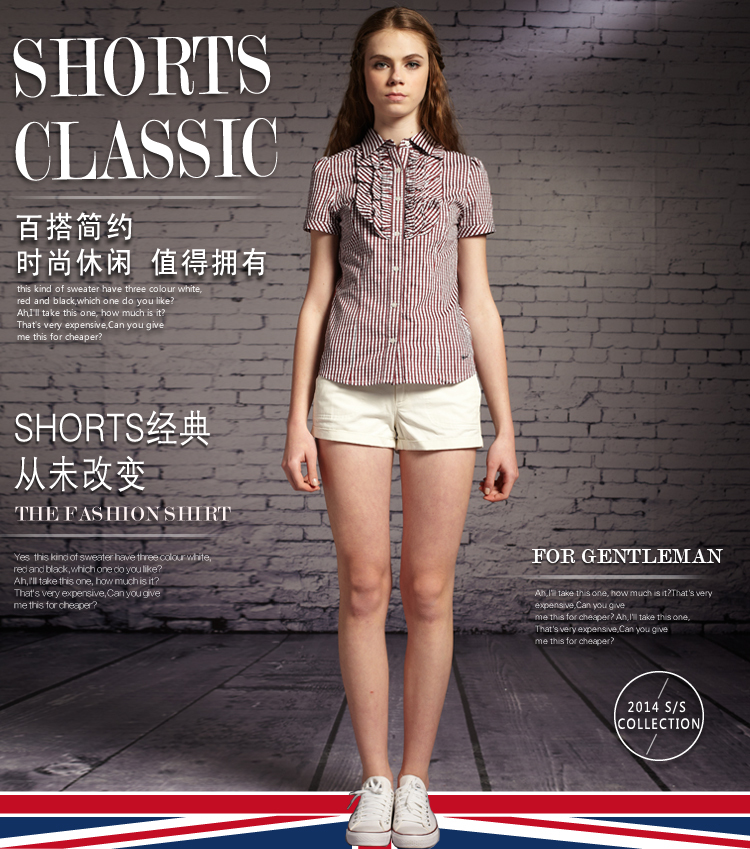 SHORTS
CLASSIC
百搭简约
时尚休闲 值得拥有
this kind of sweater have three colour white,
red and black,which one do you like?
Ah,I'll take this one, how much is it?
That's very expensive,Can you give
me this for cheaper?
SHORTS经典
从未改变
THE FASHION SHIRT
Yes this kind of sweater have three colour white,
red and black,which one do you like?
Ah,I'll take this one, how much is it?
That's very expensive,Can you give
me this for cheaper?
FOR GENTLEMAN
Ah,I'll take this one, how much is it?That's very
expensive,Can you give
me this for cheaper? Ah,I'll take this one,
That's very expensive,Can you give
me this for cheaper?
2014 S/S
COLLECTION